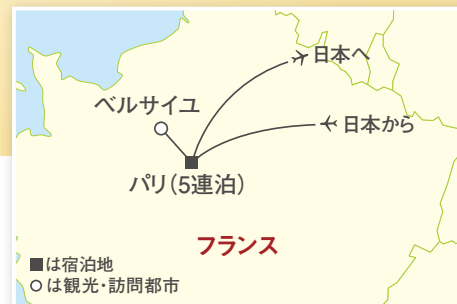 日本へ
ベルサイユ
日本から
パリ（5連泊）
フランス
■は宿泊地
○は観光・訪問都市